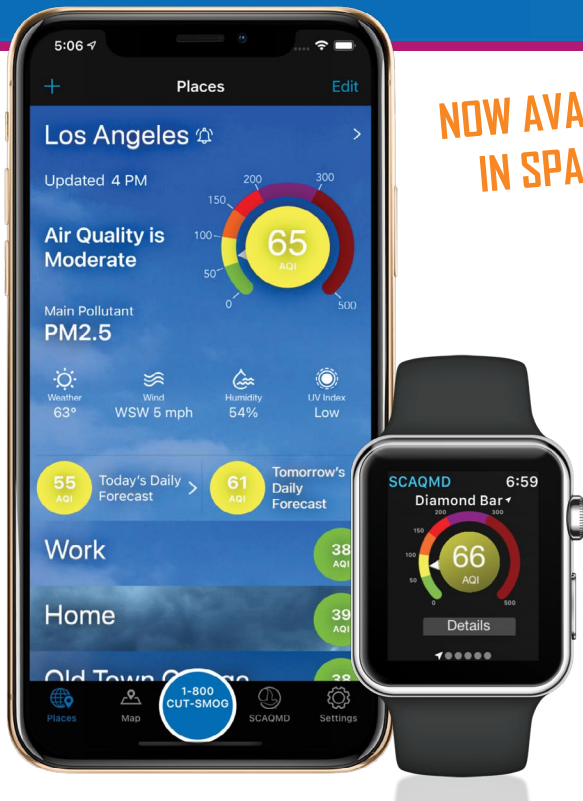 NOW AVA
IN SPA
5:06
Places
Edit
Los Angeles
Updated 4 PM
Air Quality is
Moderate
Main Pollutant
PM2.5
0
50
100
150
200
300
500
65
AQI
Weather
63°
Wind
WSW 5 mph
Humidity
54%
UV Index
Low
55
AQI
Today's Daily
Forecast
61
AQI
Tomorrow's
Daily
Forecast
Work
38
AQI
Home
39
AQI
Old Town
38
Places
Map
1-800
CUT-SMOG
SCAQMD
Settings
SCAQMD
6:59
Diamond Bar
0
50
100
150
200
300
500
66
AQI
Details